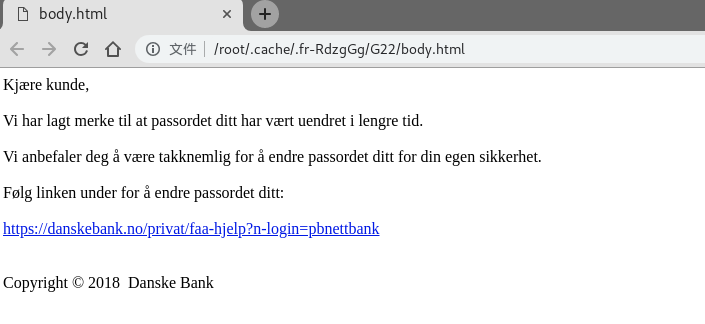 body.html
文件 /root/.cache/.fr-RdzgGg/G22/body.html
Kjære kunde,
Vi har lagt merke til at passordet ditt har vært uendret i lengre tid.
Vi anbefaler deg å være takknemlig for å endre passordet ditt for din egen sikkerhet.
Følg linken under for å endre passordet ditt:
https://danskebank.no/privat/faa-hjelp?n-login=pbnettbank
Copyright © 2018  Danske Bank